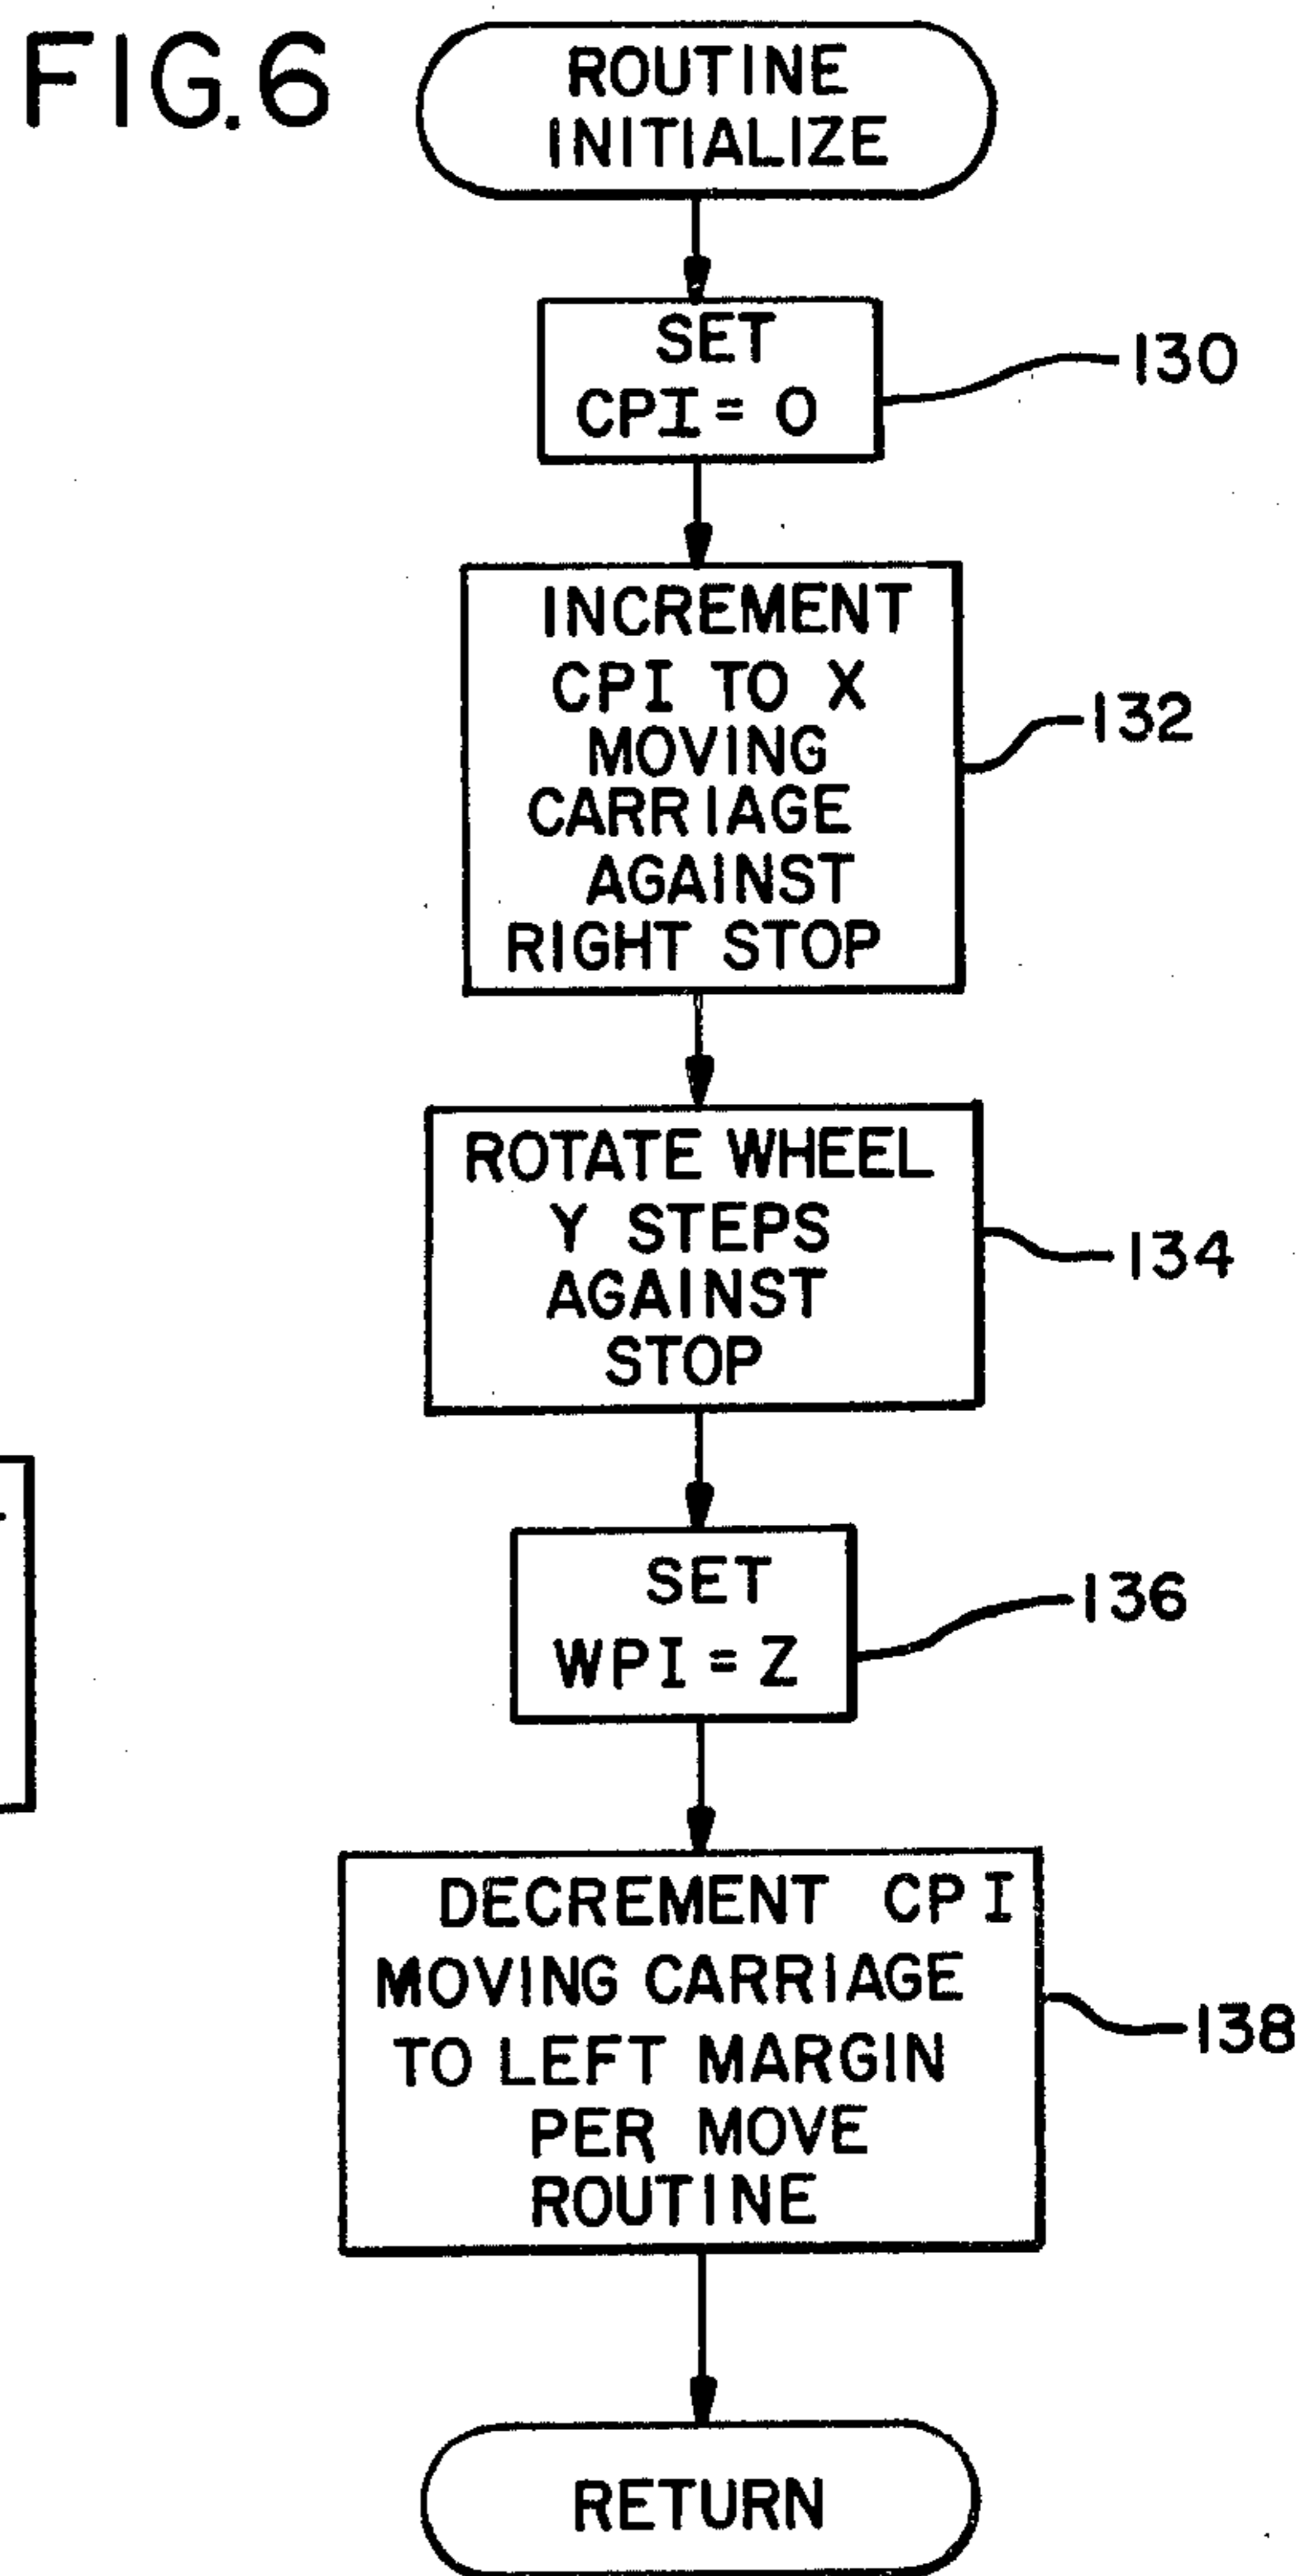 FIG. 6
ROUTINE
INITIALIZE
SET
CPI = 0
130
INCREMENT
CPI TO X
MOVING
CARRIAGE
AGAINST
RIGHT STOP
132
ROTATE WHEEL
Y STEPS
AGAINST
STOP
134
SET
WPI = Z
136
DECREMENT CPI
MOVING CARRIAGE
TO LEFT MARGIN
PER MOVE
ROUTINE
138
RETURN